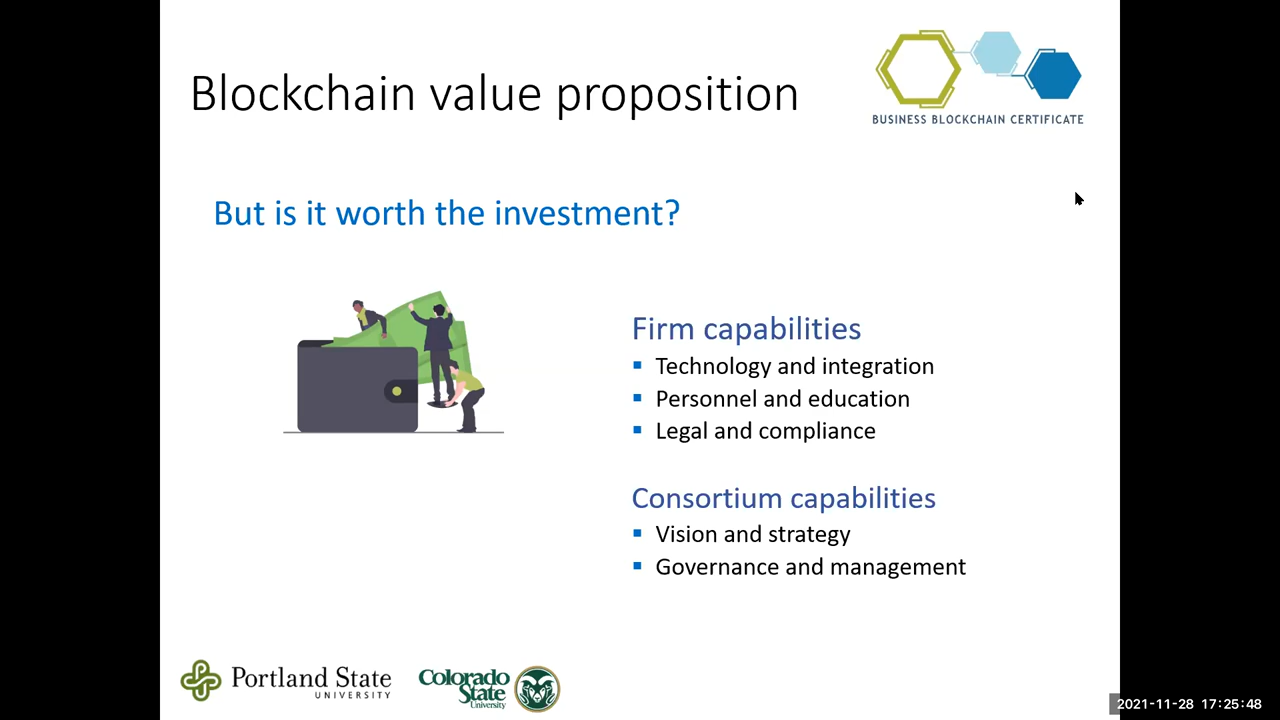 Blockchain value proposition
BUSINESS BLOCKCHAIN CERTIFICATE
But is it worth the investment?
Firm capabilities
▪ Technology and integration
▪ Personnel and education
▪ Legal and compliance
Consortium capabilities
▪ Vision and strategy
▪ Governance and management
Portland State
UNIVERSITY
Colorado
State
University
2021-11-28 17:25:48